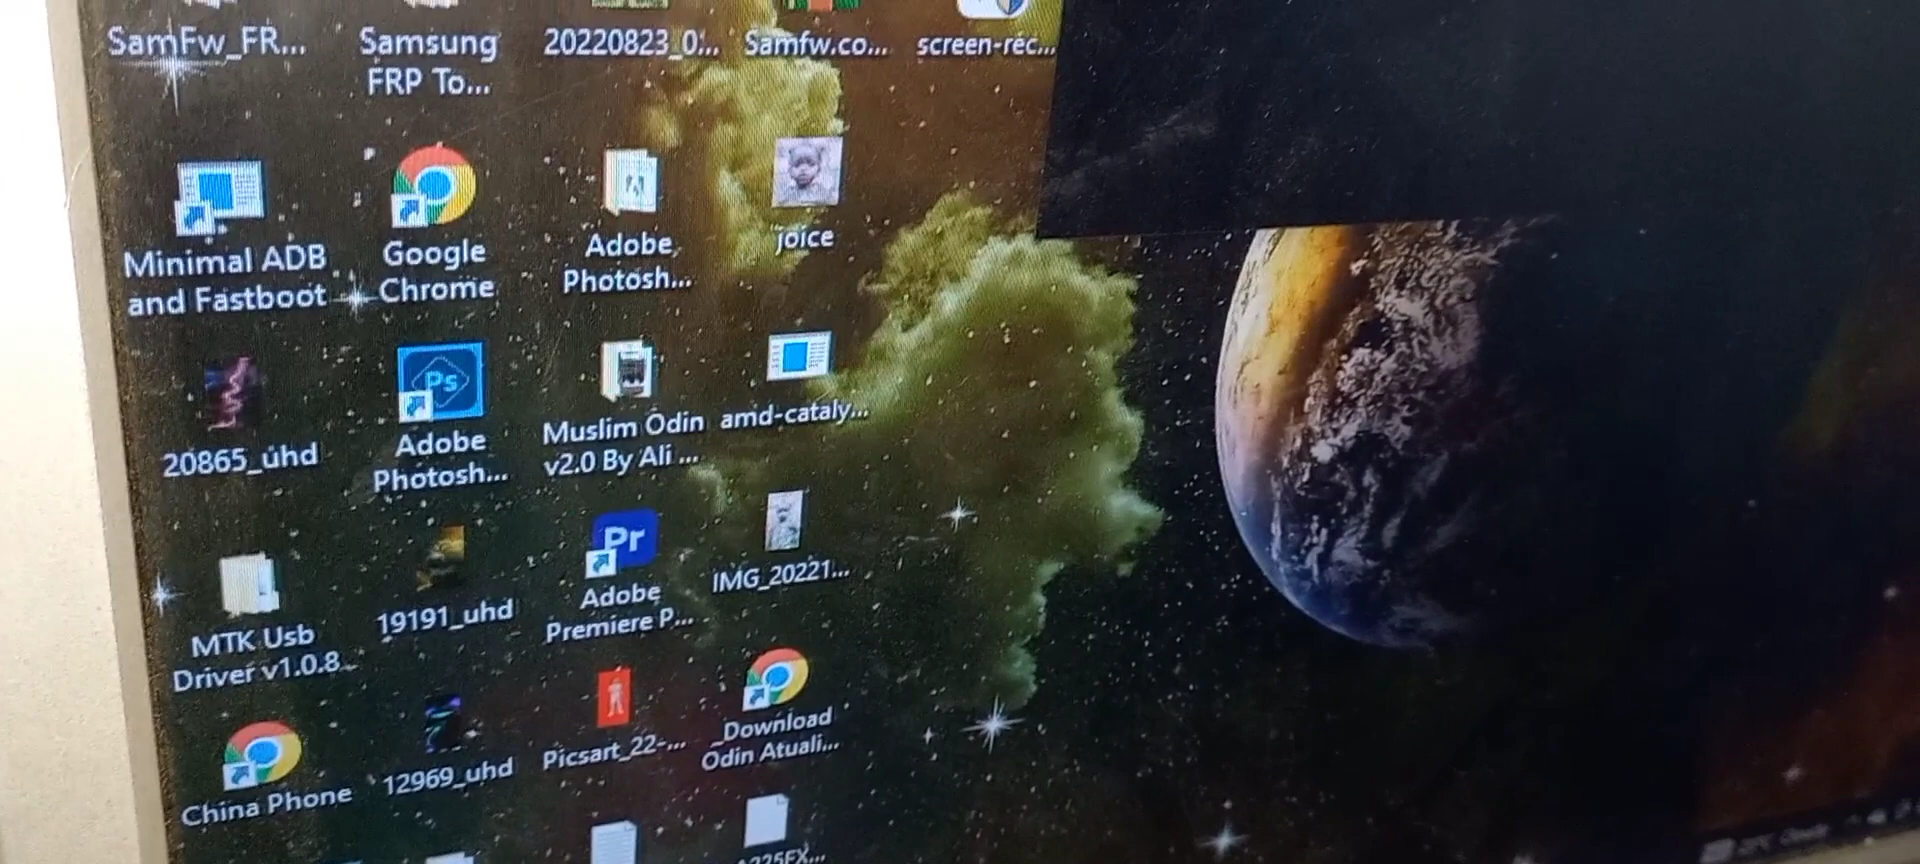 SamFw_FR...
Samsung
FRP To...
20220823_0...
Samfw.co...
screen-rec...
Minimal ADB
and Fastboot
Google
Chrome
Adobe
Photosh...
joice
20865_uhd
Ps
Adobe
Photosh...
Muslim Odin
v2.0 By Ali ...
amd-cataly...
MTK Usb
Driver v1.0.8...
19191_uhd
Pr
Adobe
Premiere P...
IMG_20221...
China Phone
12969_uhd
Picsart_22-...
_Download
Odin Atuali...